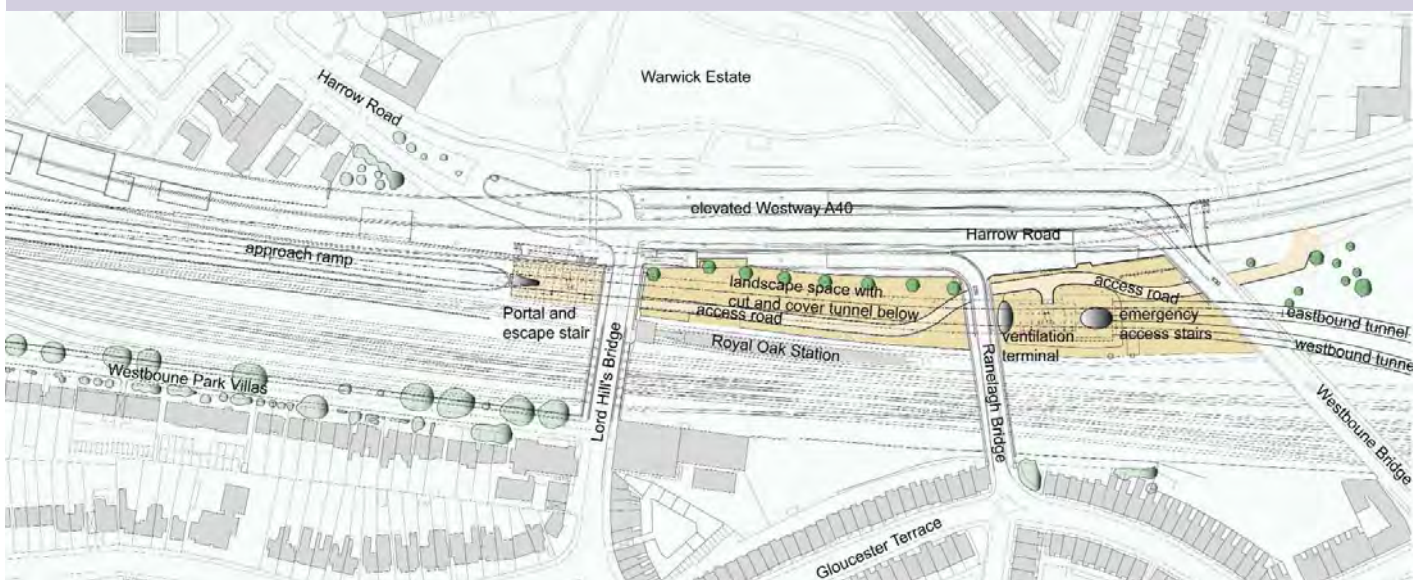 Warwick Estate
Harrow Road
elevated Westway A40
Harrow Road
approach ramp
landscape space with
cut and cover tunnel below
access road
access road
Portal and
escape stair
emergency
access stairs
ventilation
terminal
eastbound tunnel
westbound tunne
Royal Oak Station
Lord Hill's Bridge
Ranelagh Bridge
Westboune Bridge
Westboune Park Villas
Gloucester Terrace